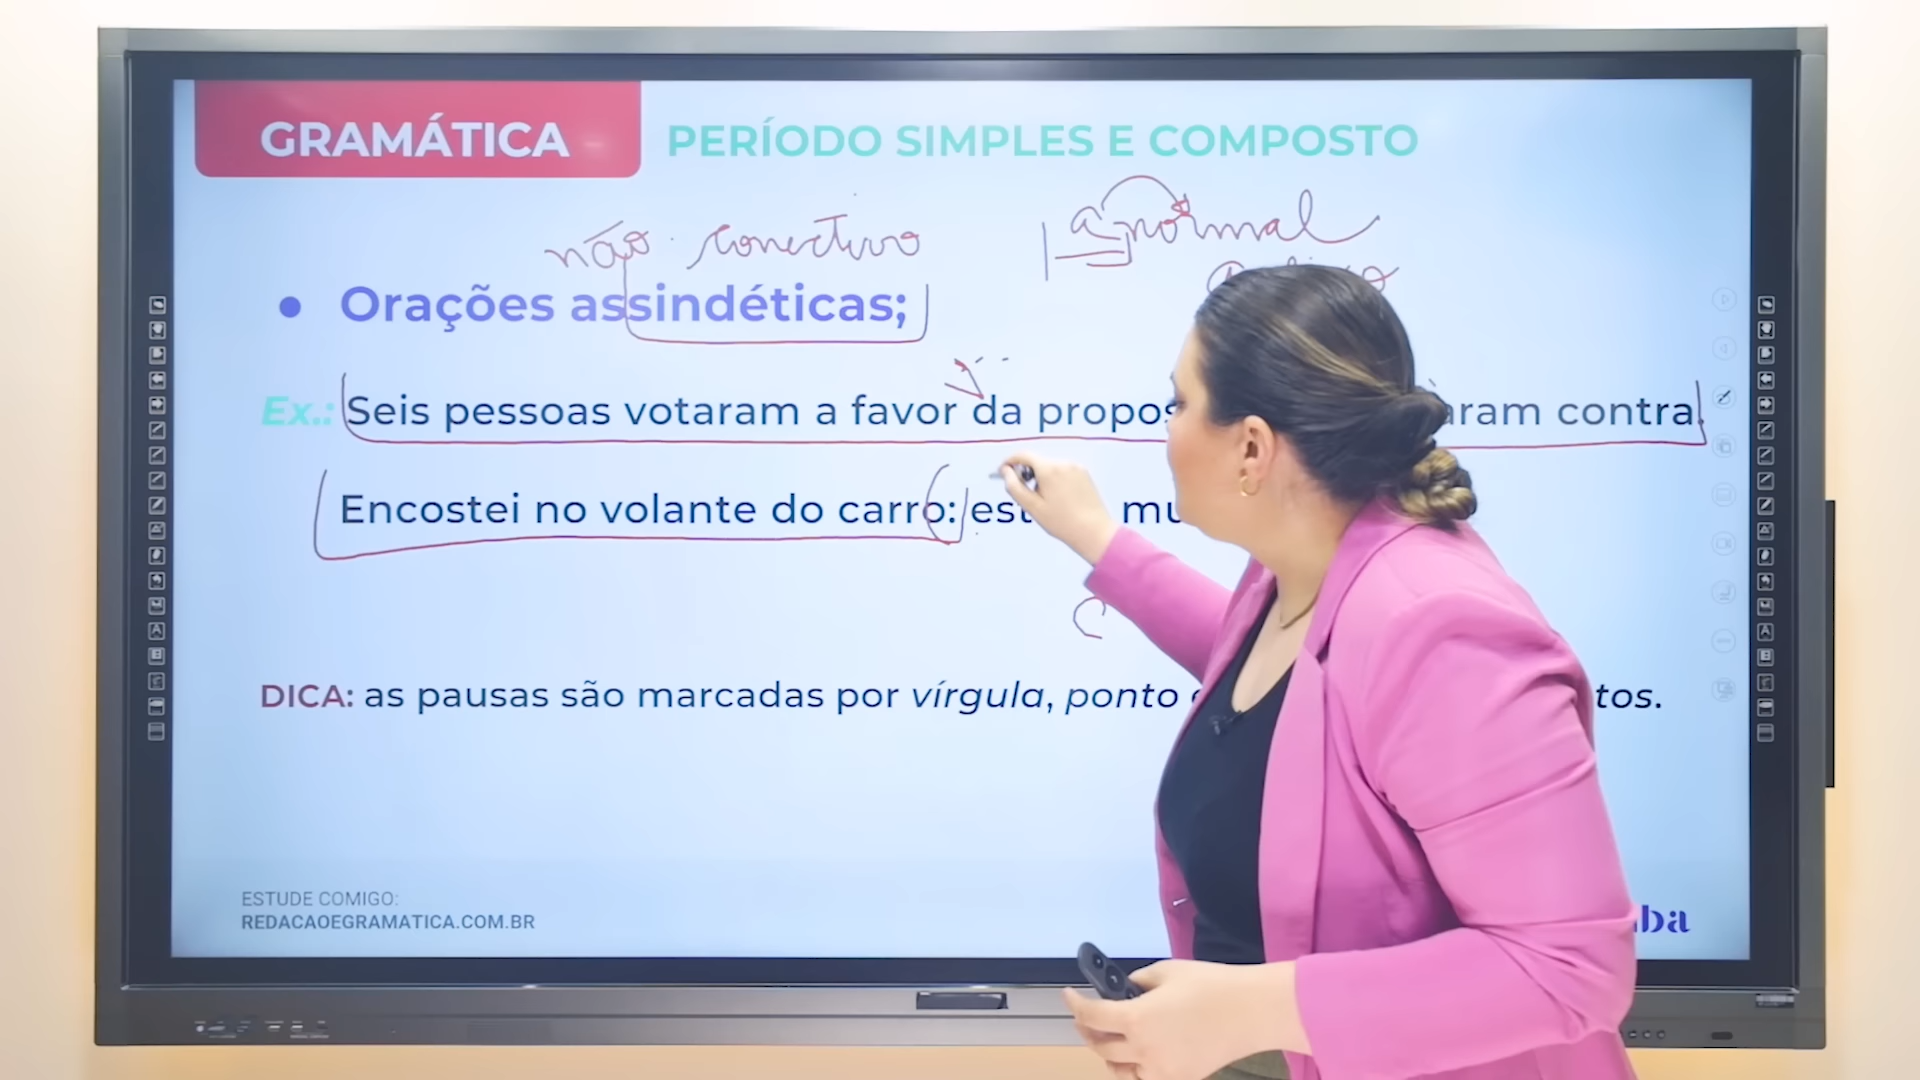 GRAMÁTICA PERÍODO SIMPLES E COMPOSTO
não conectivo anormal
• Orações assindéticas;
Ex.: Seis pessoas votaram a favor da propos aram contra.
Encostei no volante do carro: est mu
DICA: as pausas são marcadas por vírgula, ponto tos.
ESTUDE COMIGO:
REDACAOEGRAMATICA.COM.BR
ba